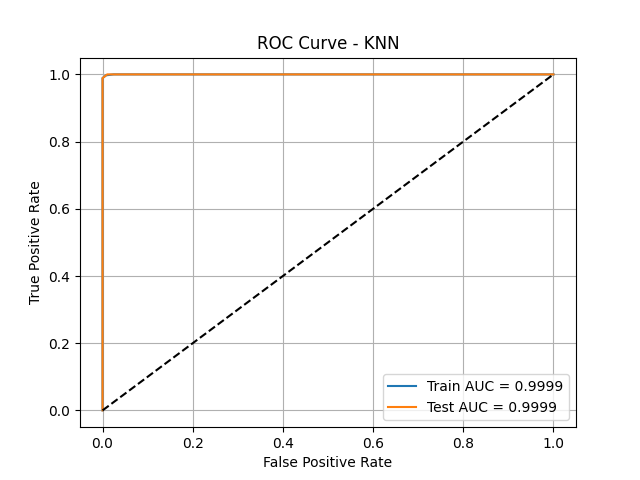 ROC Curve - KNN
True Positive Rate
1.0
0.8
0.6
0.4
0.2
0.0
Train AUC = 0.9999
Test AUC = 0.9999
0.0 0.2 0.4 0.6 0.8 1.0
False Positive Rate